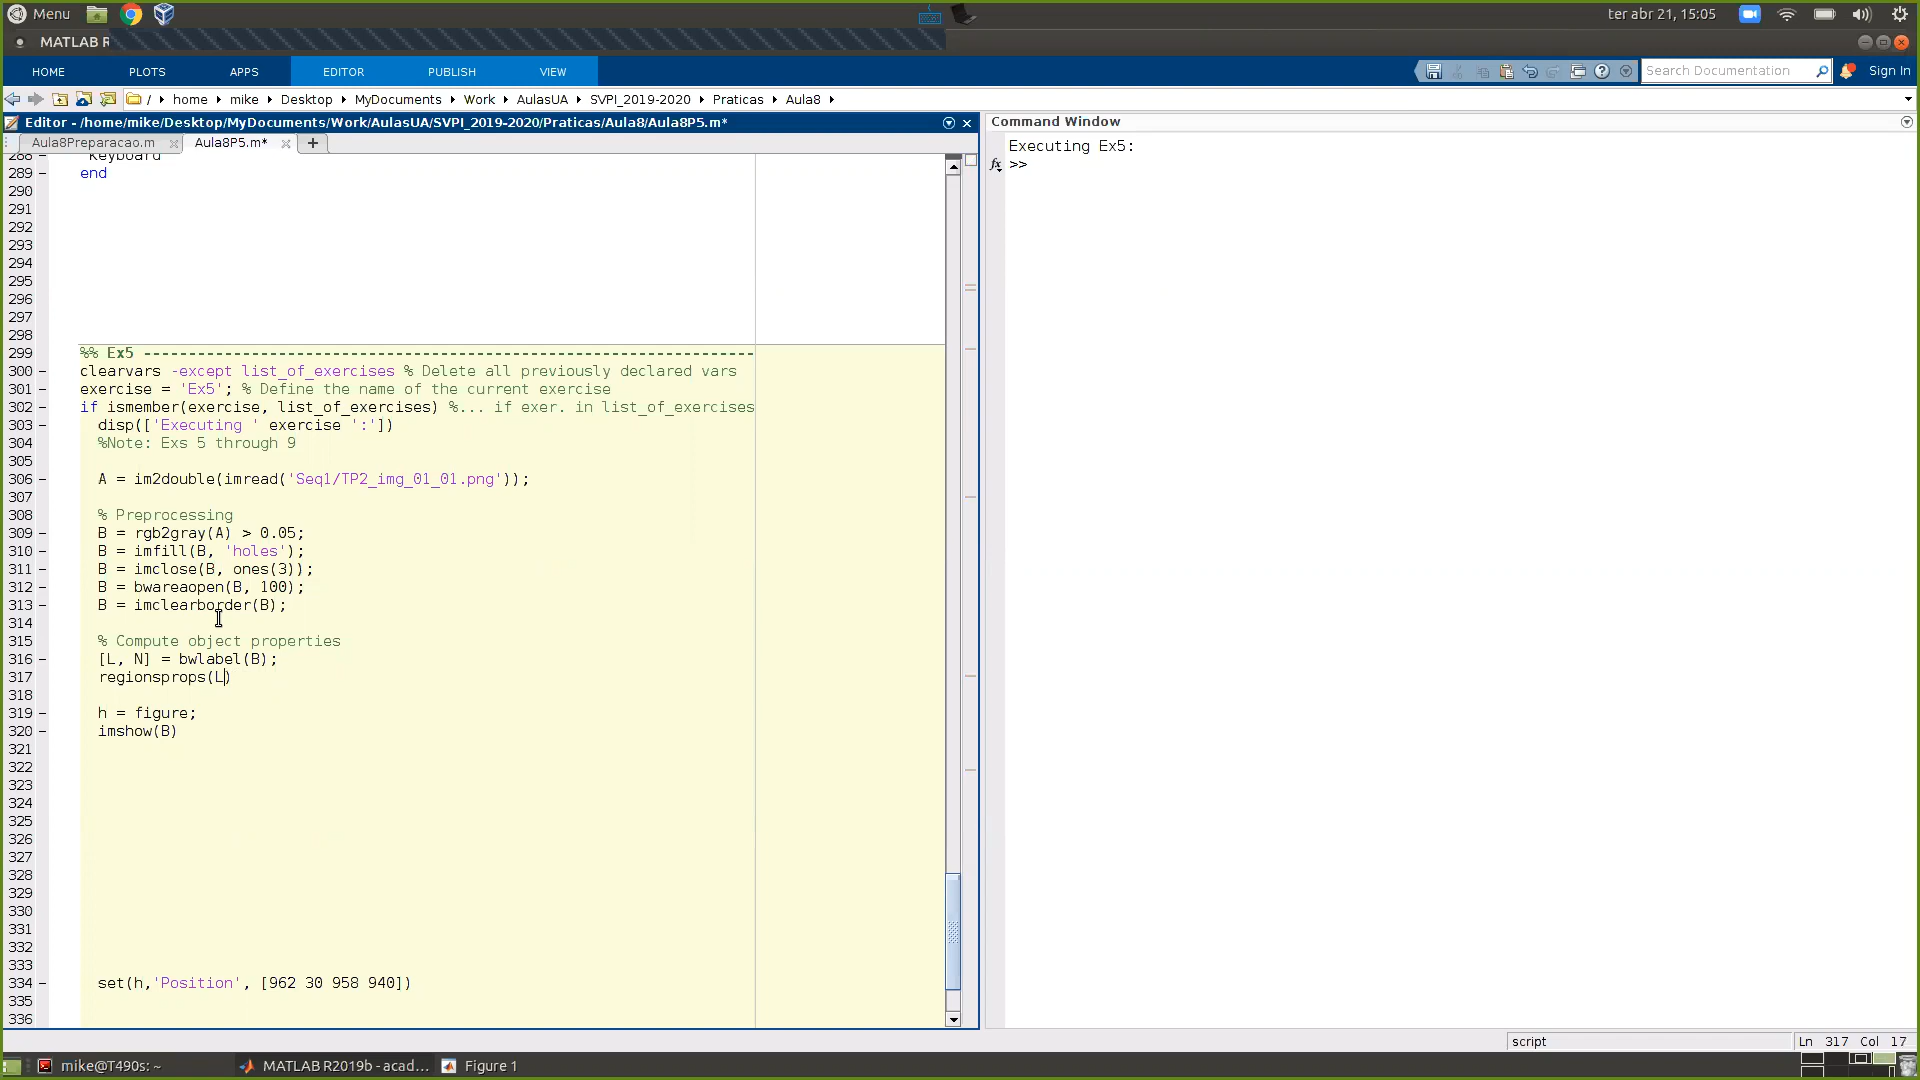 Menu
ter abr 21, 15:05
MATLAB R
HOME PLOTS APPS EDITOR PUBLISH VIEW
Search Documentation
Sign In
/ home mike Desktop MyDocuments Work AulasUA SVPI_2019-2020 Praticas Aula8
Editor - /home/mike/Desktop/MyDocuments/Work/AulasUA/SVPI_2019-2020/Praticas/Aula8/Aula8P5.m*
Aula8Preparacao.m Aula8P5.m* +
288 keyboard
289 end
290
291
292
293
294
295
296
297
298
299 %% Ex5 --------------------------------------------------------------------
300 clearvars -except list_of_exercises % Delete all previously declared vars
301 exercise = 'Ex5'; % Define the name of the current exercise
302 if ismember(exercise, list_of_exercises) %... if exer. in list_of_exercises
303 disp(['Executing ' exercise ':'])
304 %Note: Exs 5 through 9
305
306 A = im2double(imread('Seq1/TP2_img_01_01.png'));
307
308 % Preprocessing
309 B = rgb2gray(A) > 0.05;
310 B = imfill(B, 'holes');
311 B = imclose(B, ones(3));
312 B = bwareaopen(B, 100);
313 B = imclearborder(B);
314
315 % Compute object properties
316 [L, N] = bwlabel(B);
317 regionsprops(L)
318
319 h = figure;
320 imshow(B)
321
322
323
324
325
326
327
328
329
330
331
332
333
334 set(h,'Position', [962 30 958 940])
335
336
Command Window
Executing Ex5:
fx >>
script
Ln 317 Col 17
mike@T490s: ~
MATLAB R2019b - acad...
Figure 1